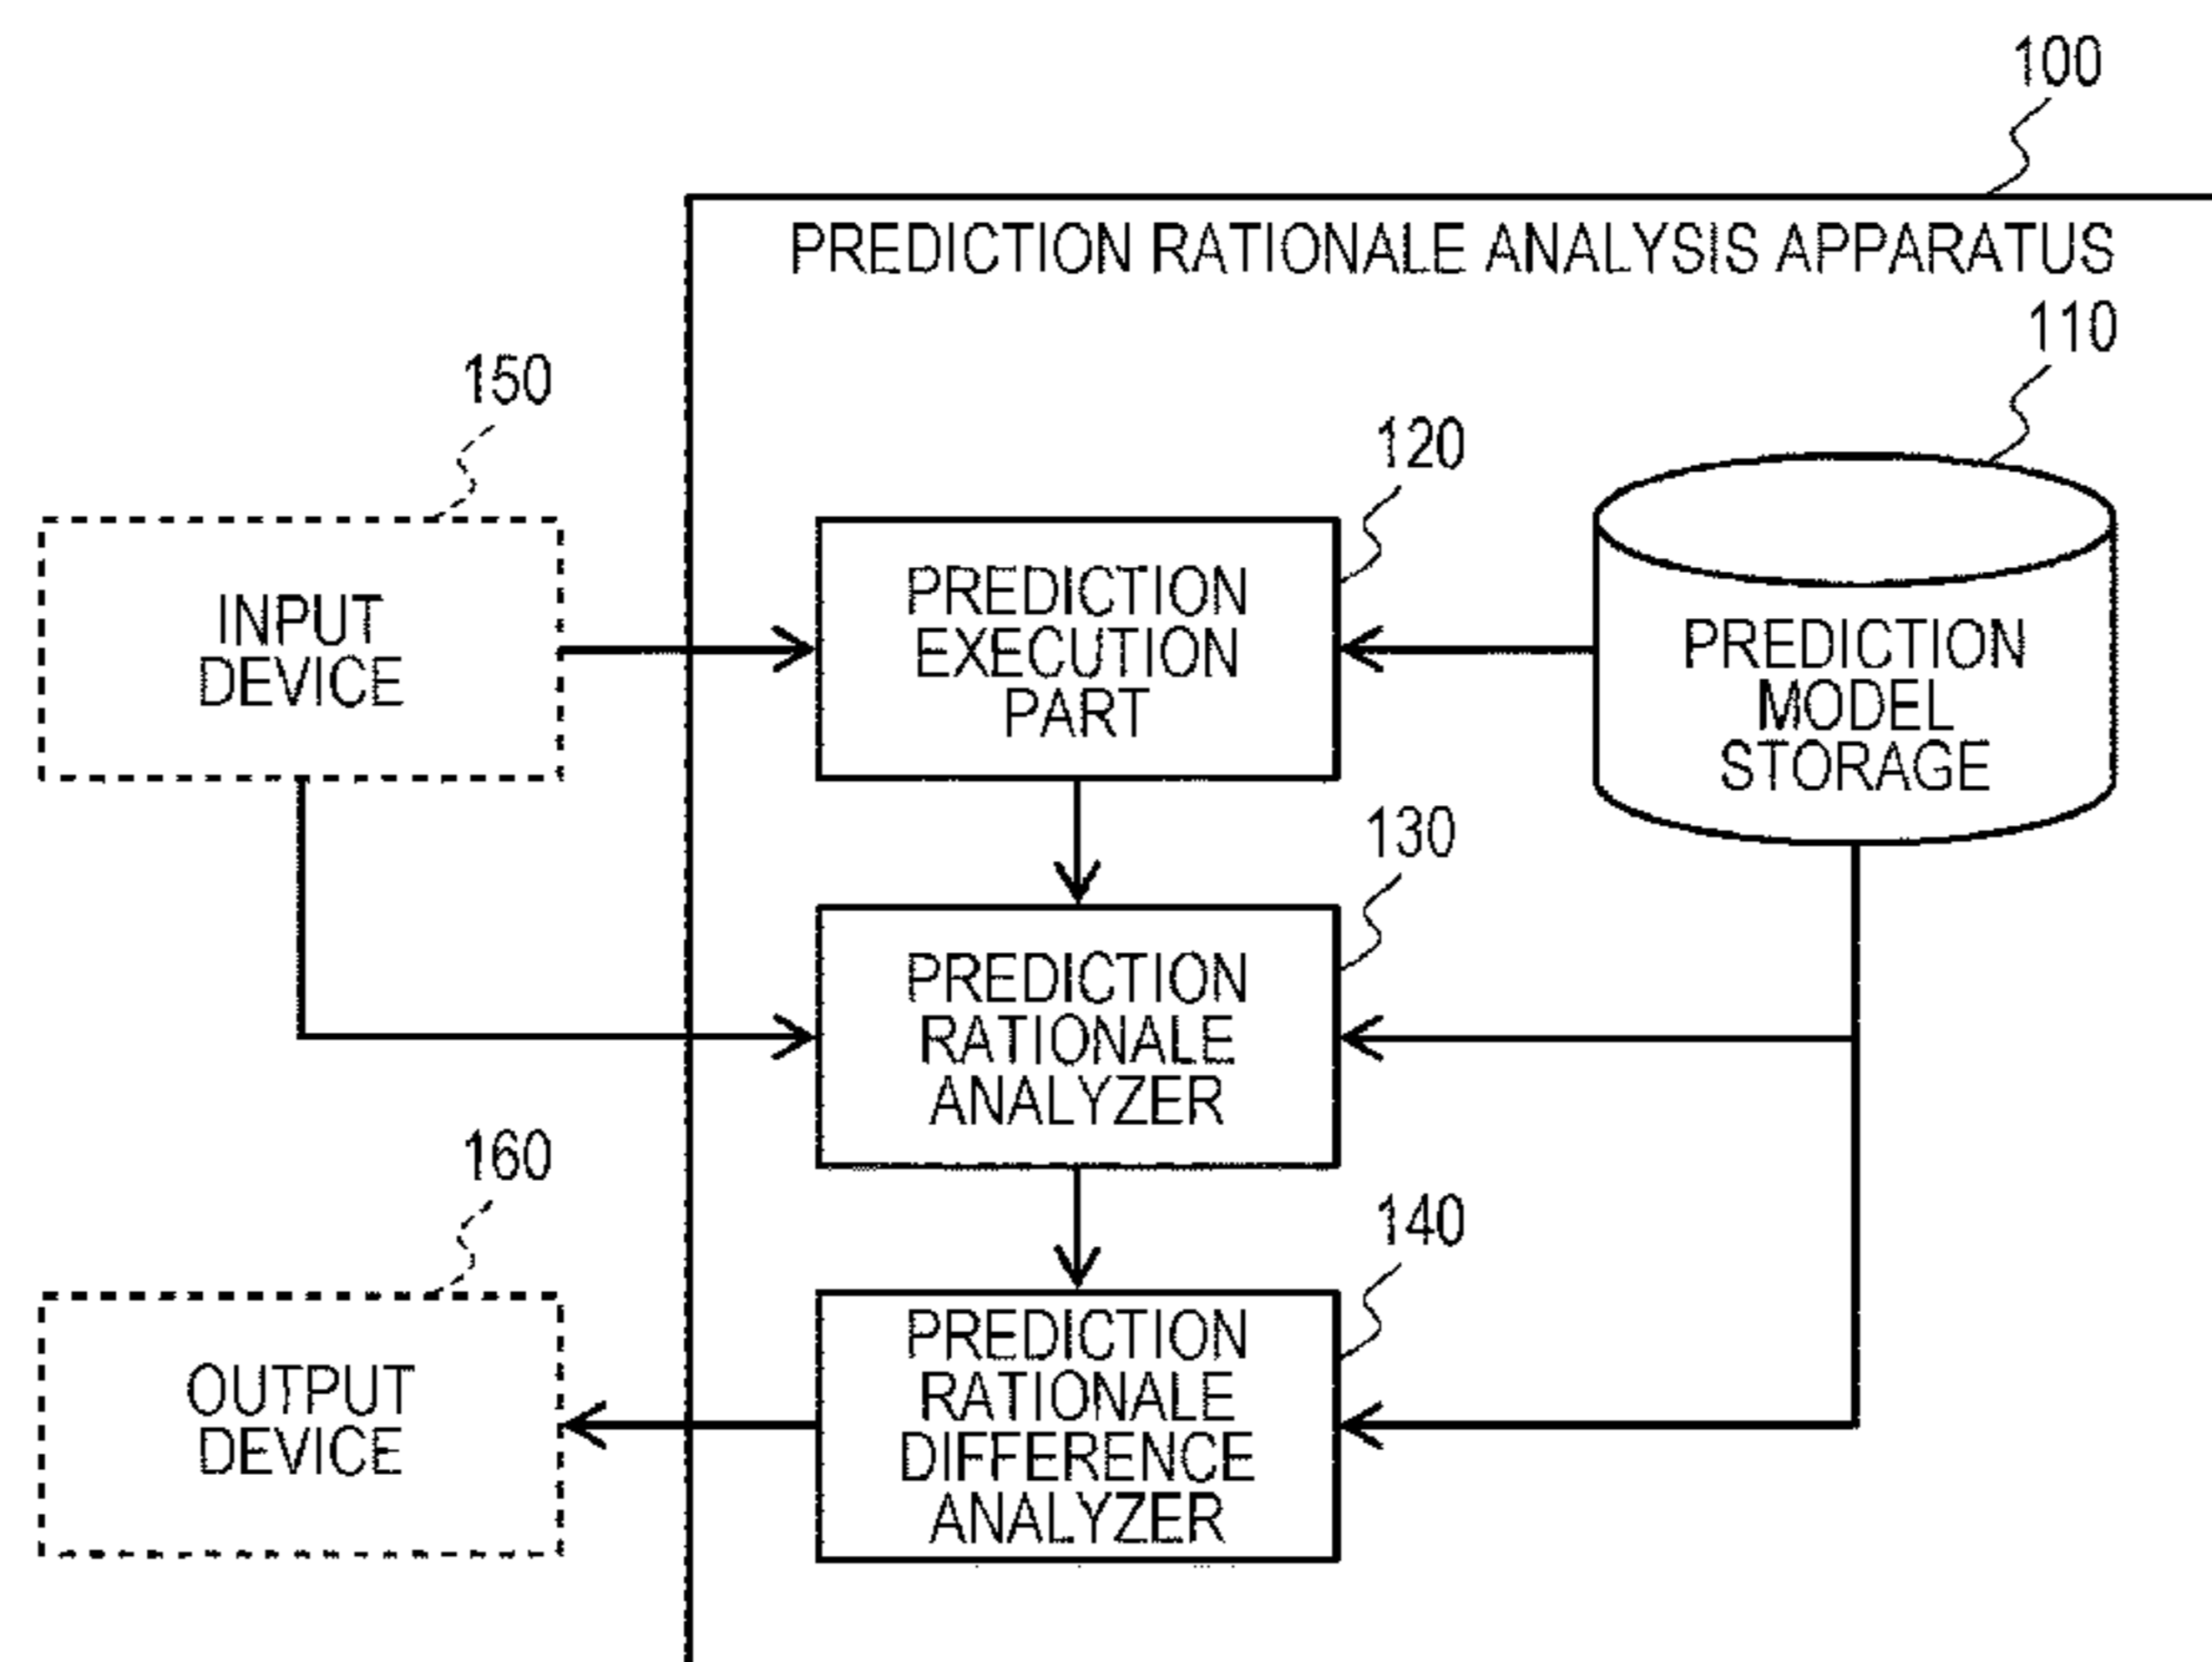 100
PREDICTION RATIONALE ANALYSIS APPARATUS
110
150
120
INPUT
DEVICE
PREDICTION
EXECUTION
PART
PREDICTION
MODEL
STORAGE
130
PREDICTION
RATIONALE
ANALYZER
160
140
OUTPUT
DEVICE
PREDICTION
RATIONALE
DIFFERENCE
ANALYZER